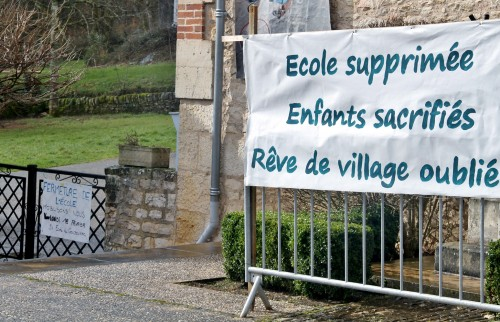 Ecole supprimée
Enfants sacrifiés
Rêve de village oublié
FERMETURE DE
L'ECOLE